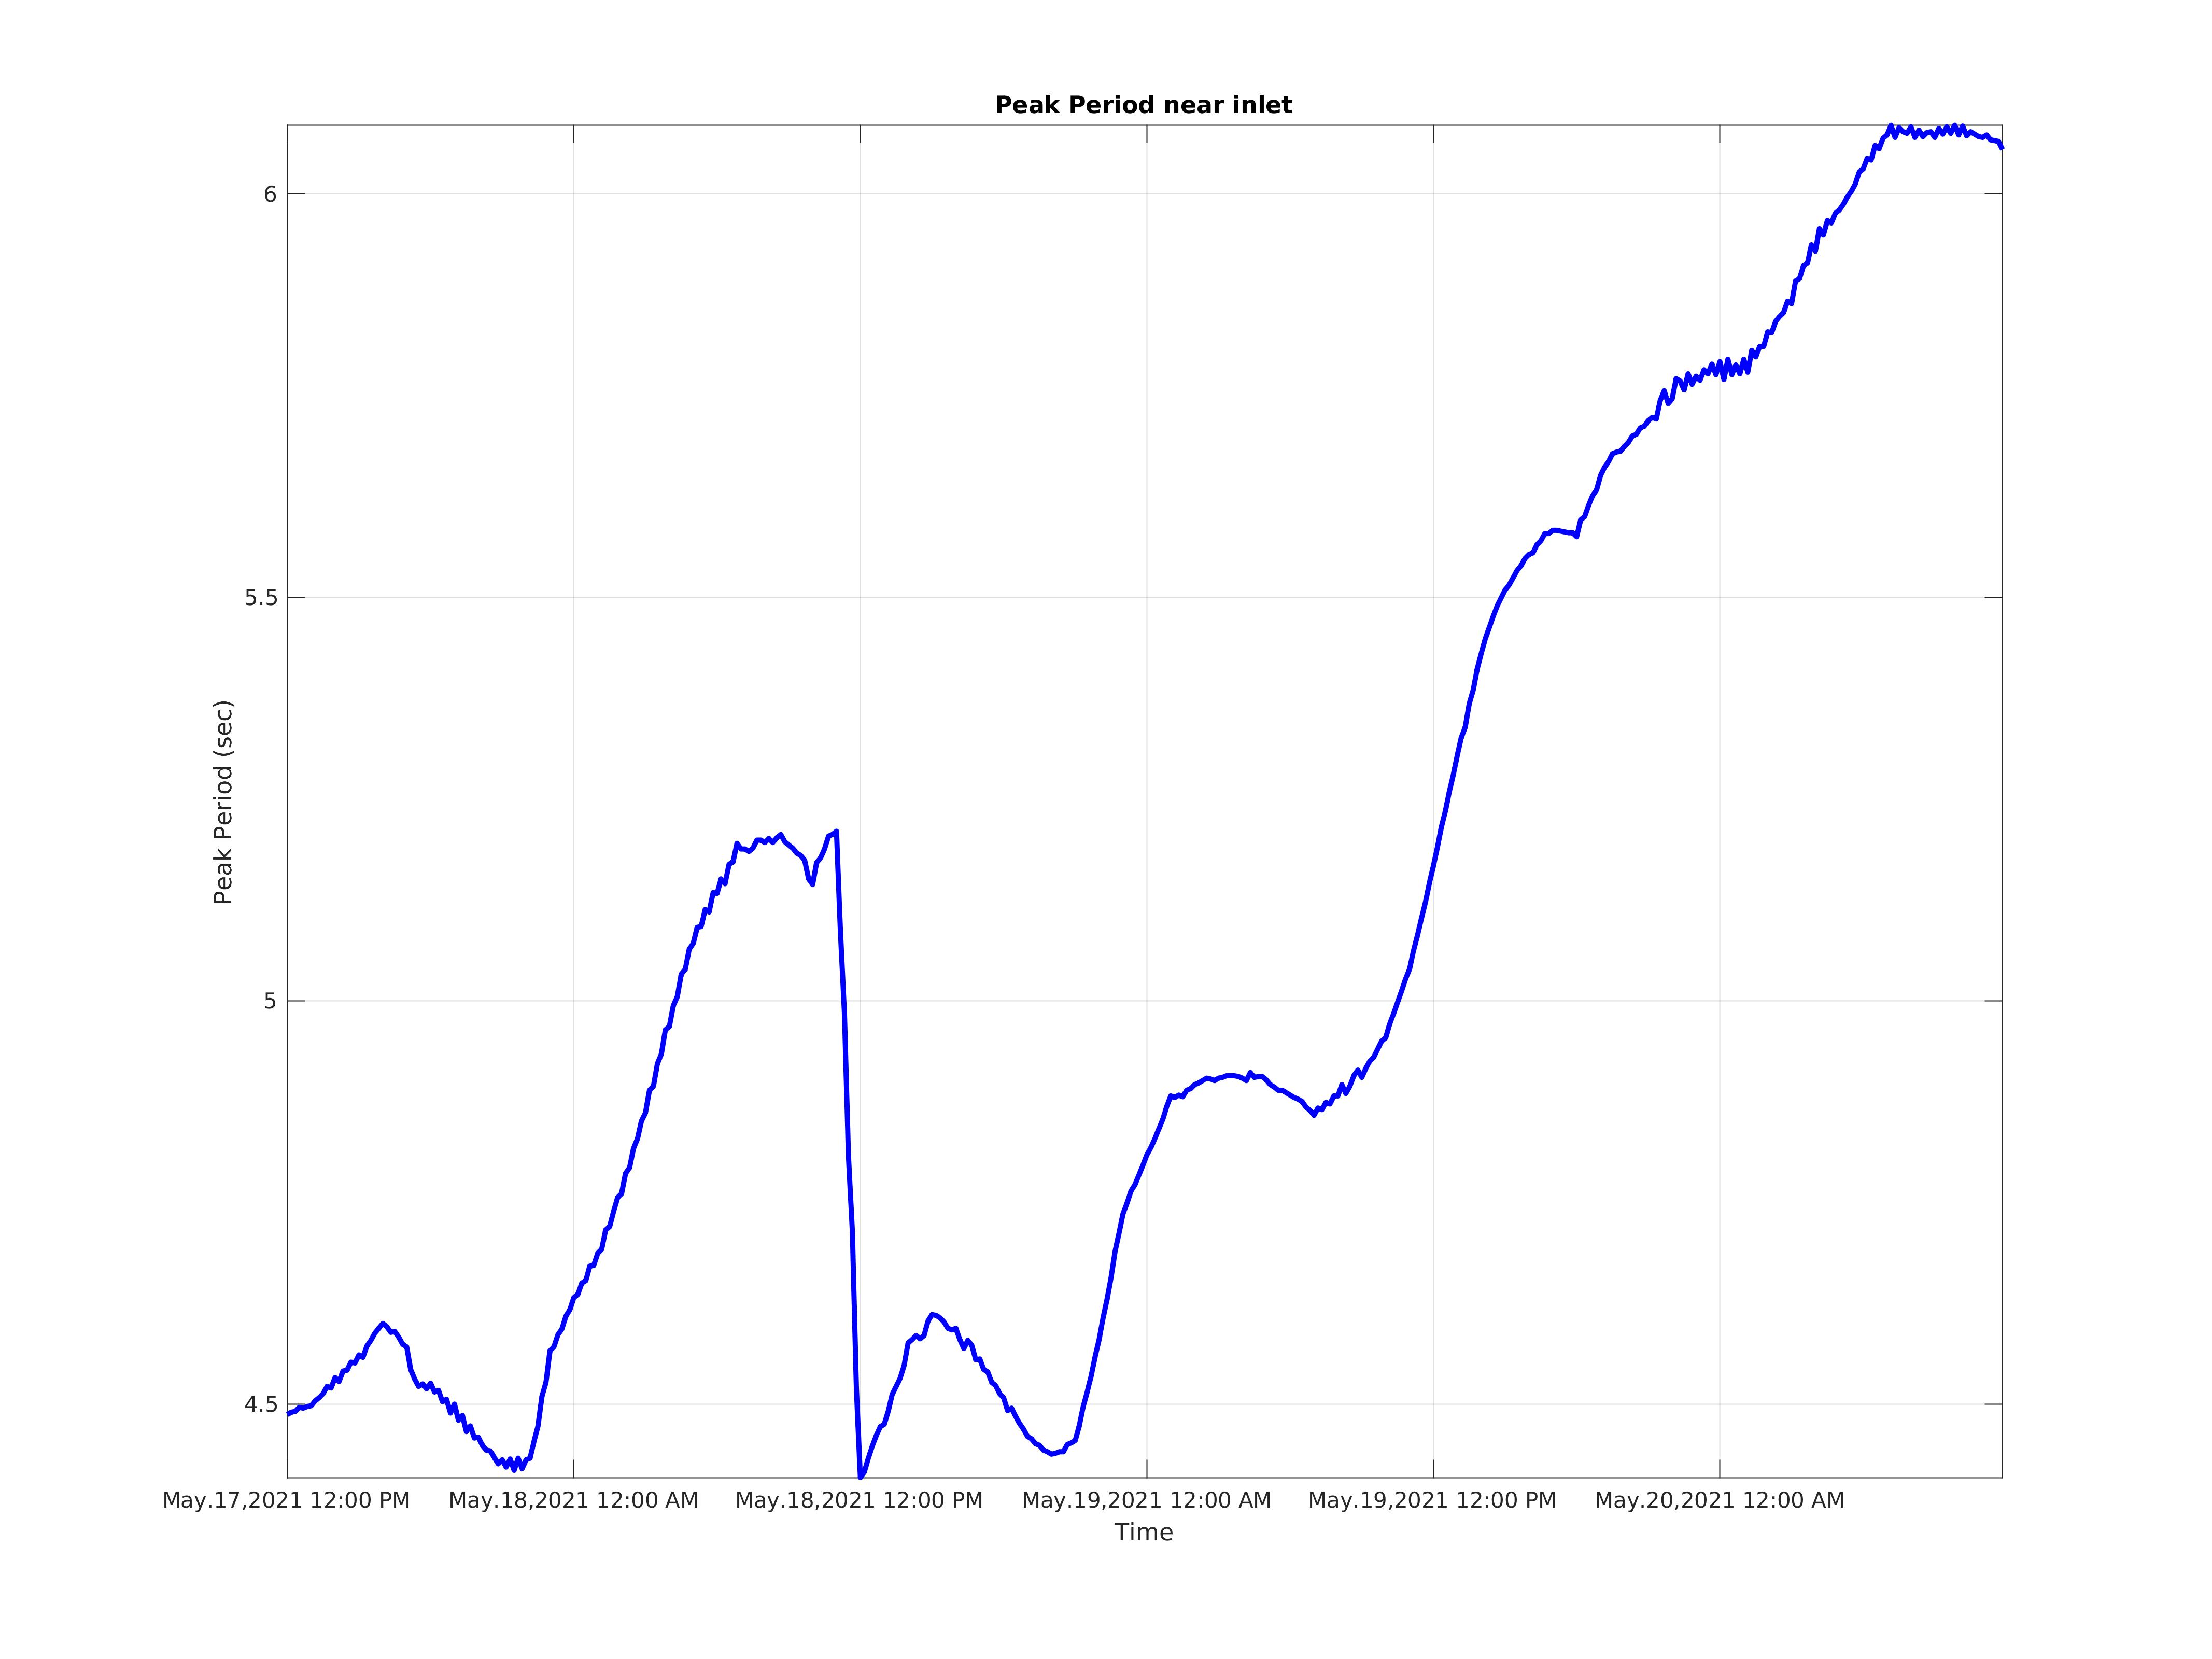 Peak Period near inlet
6
5.5
5
4.5
Peak Period (sec)
May.17,2021 12:00 PM May.18,2021 12:00 AM May.18,2021 12:00 PM May.19,2021 12:00 AM May.19,2021 12:00 PM May.20,2021 12:00 AM
Time